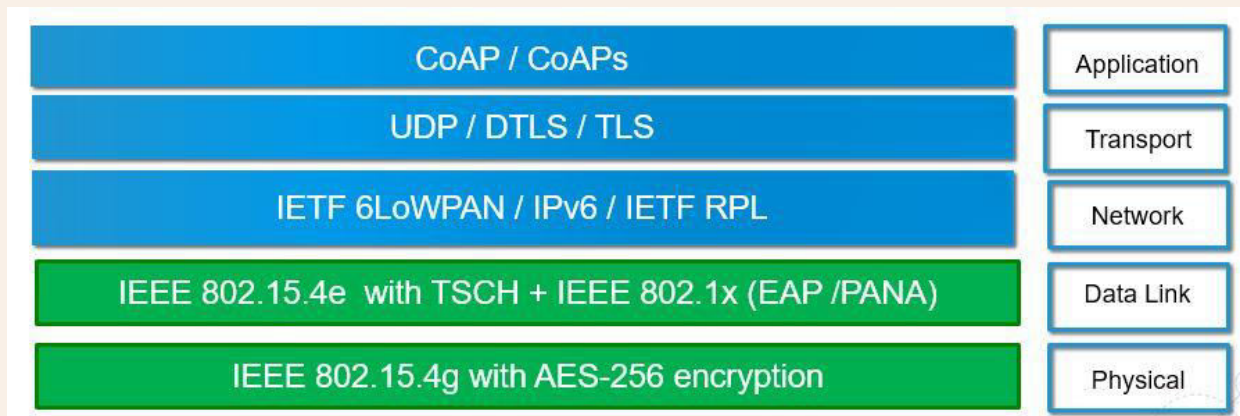 CoAP / CoAPs
Application
UDP / DTLS / TLS
Transport
IETF 6LoWPAN / IPv6 / IETF RPL
Network
IEEE 802.15.4e with TSCH + IEEE 802.1x (EAP /PANA)
Data Link
IEEE 802.15.4g with AES-256 encryption
Physical